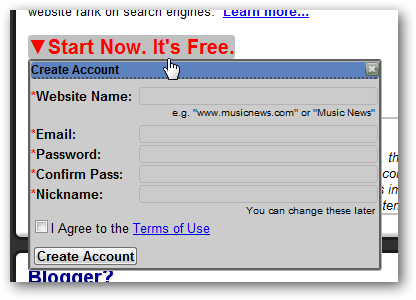 website rank on search engines. Learn more...
▼Start Now. It's Free.
Create Account
*Website Name:
e.g. "www.musicnews.com" or "Music News"
*Email:
*Password:
*Confirm Pass:
*Nickname:
You can change these later
I Agree to the Terms of Use
Create Account
Blogger?